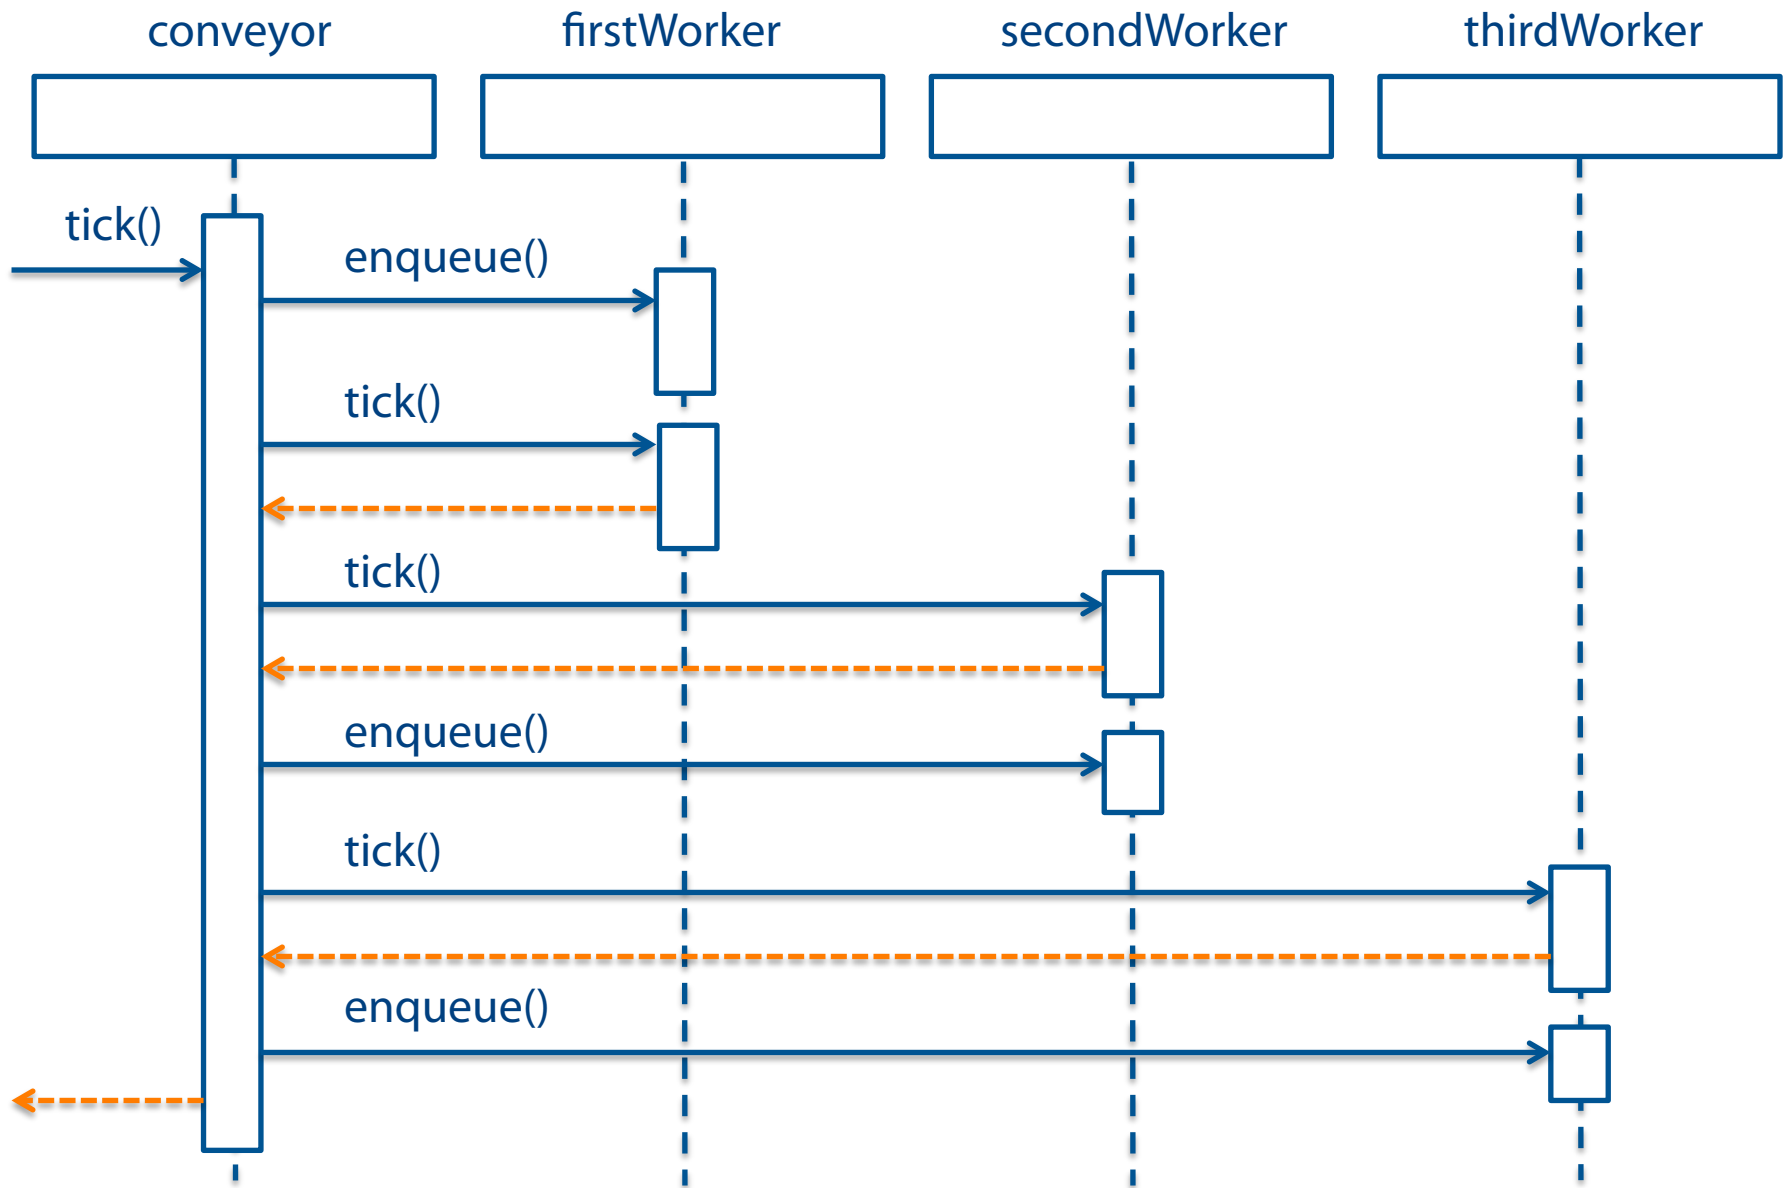 conveyor
firstWorker
secondWorker
thirdWorker
tick()
enqueue()
tick()
tick()
enqueue()
tick()
enqueue()